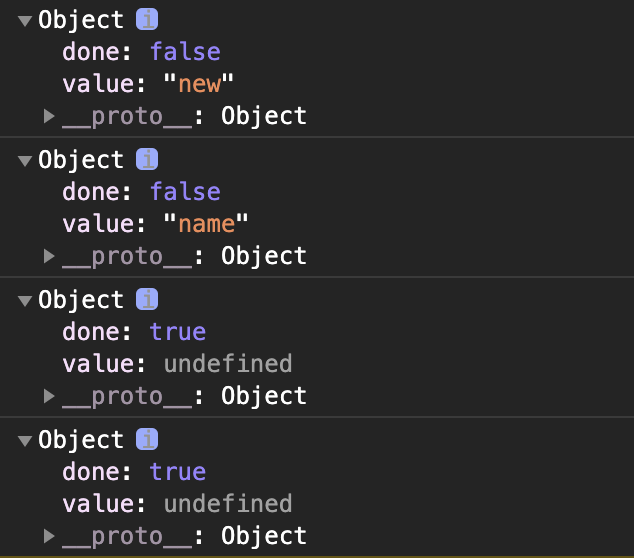 ▼Object i
done: false
value: "new"
▶__proto__: Object
▼Object i
done: false
value: "name"
▶__proto__: Object
▼Object i
done: true
value: undefined
▶__proto__: Object
▼Object i
done: true
value: undefined
▶__proto__: Object